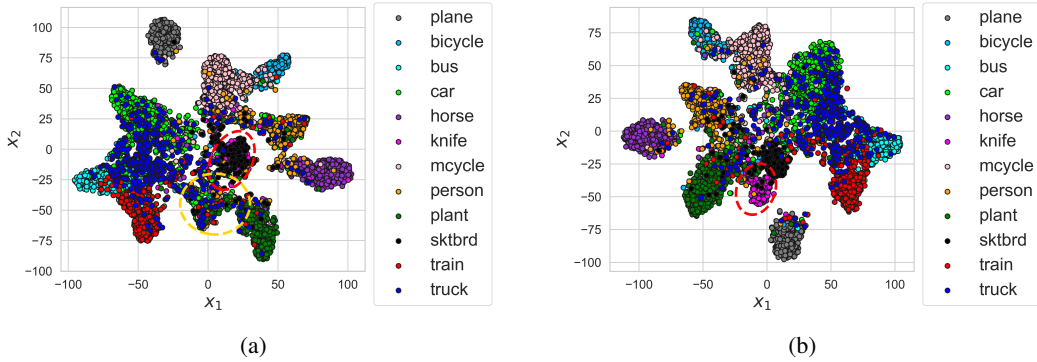 100
75
50
25
0
−25
−50
−75
−100
x2
−100 −50 0 50 100
x1
plane
bicycle
bus
car
horse
knife
mcycle
person
plant
sktbrd
train
truck
(a)
75
50
25
0
−25
−50
−75
−100
x2
−100 −50 0 50 100
x1
plane
bicycle
bus
car
horse
knife
mcycle
person
plant
sktbrd
train
truck
(b)